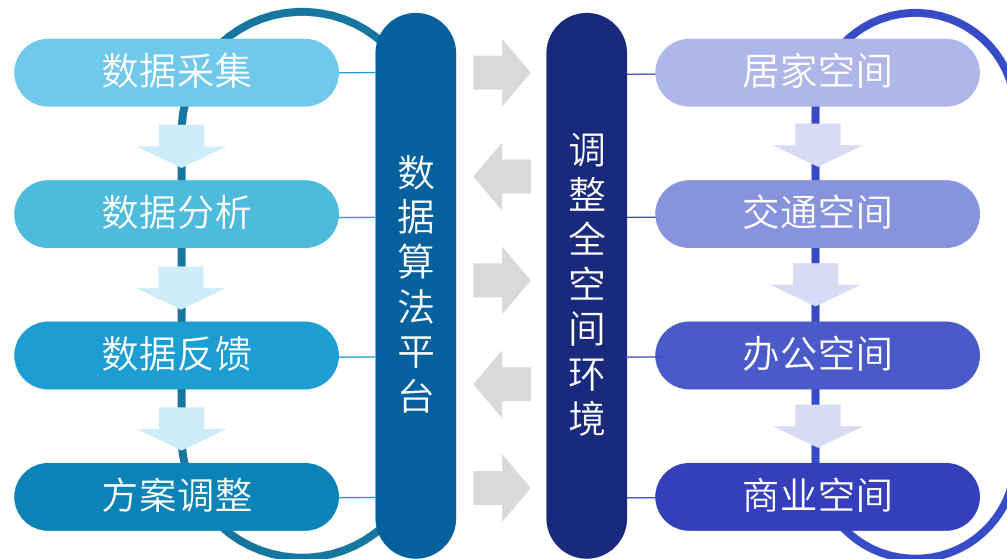 数据采集
数据分析
数据反馈
方案调整
数据算法平台
调整全空间环境
居家空间
交通空间
办公空间
商业空间